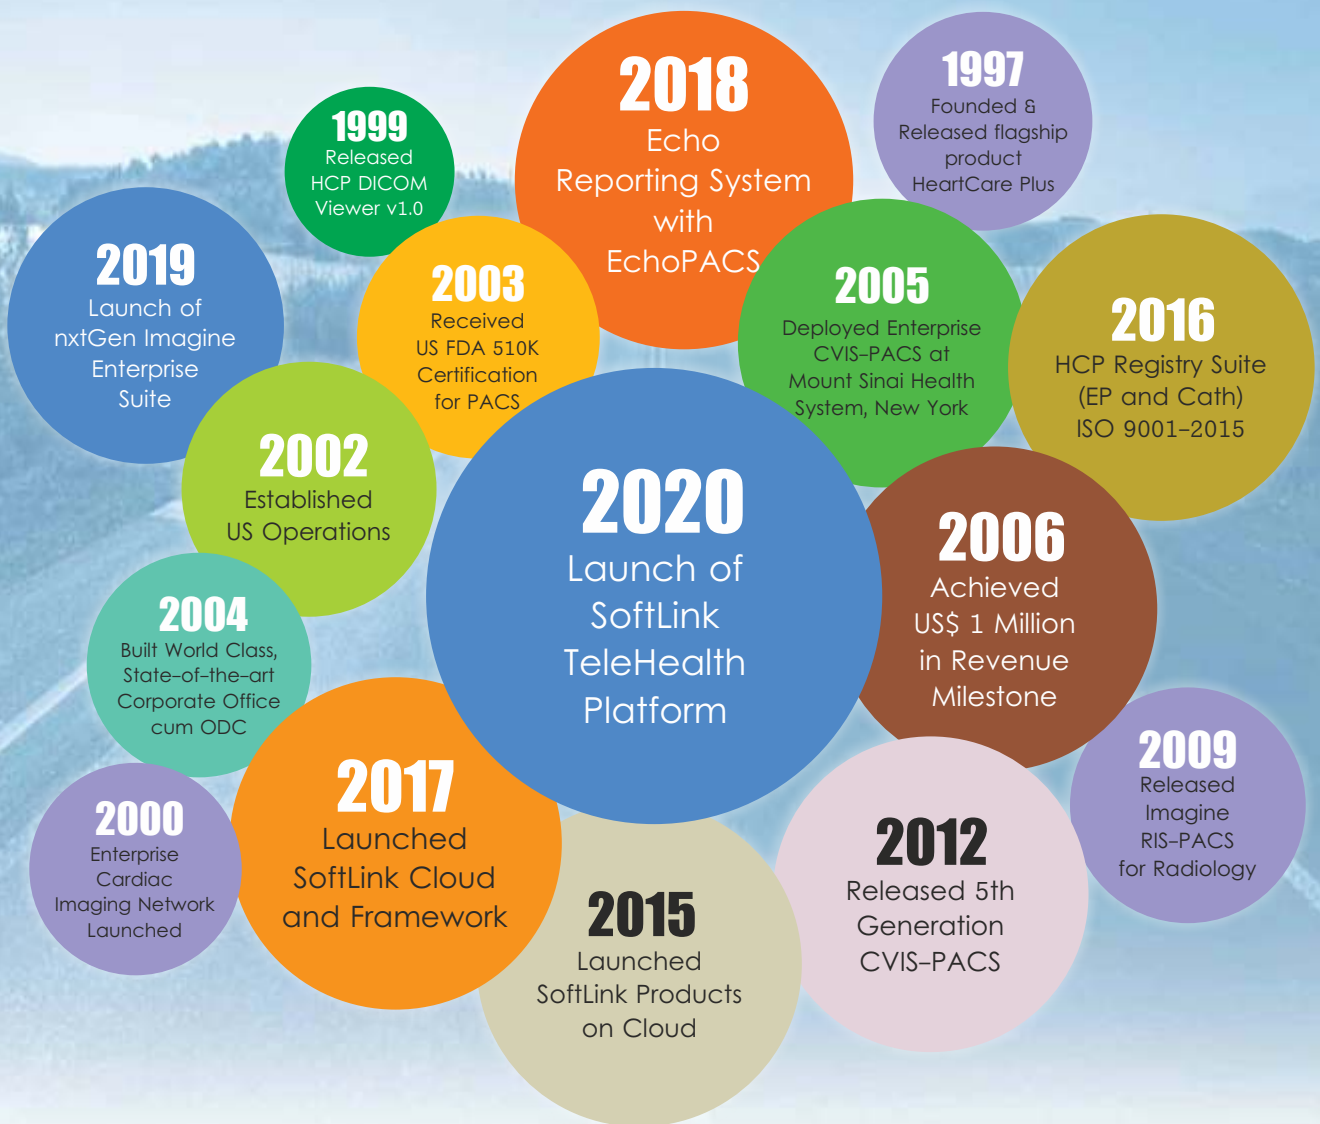 2018
Echo
Reporting System
with
EchoPACS
1997
Founded &
Released flagship
product
HeartCare Plus
1999
Released
HCP DICOM
Viewer v1.0
2019
Launch of
nxtGen Imagine
Enterprise
Suite
2003
Received
US FDA 510K
Certification
for PACS
2005
Deployed Enterprise
CVIS-PACS at
Mount Sinai Health
System, New York
2016
HCP Registry Suite
(EP and Cath)
ISO 9001-2015
2002
Established
US Operations
2020
Launch of
SoftLink
TeleHealth
Platform
2006
Achieved
US$ 1 Million
in Revenue
Milestone
2004
Built World Class,
State-of-the-art
Corporate Office
cum ODC
2009
Released
Imagine
RIS-PACS
for Radiology
2017
Launched
SoftLink Cloud
and Framework
2000
Enterprise
Cardiac
Imaging Network
Launched
2012
Released 5th
Generation
CVIS-PACS
2015
Launched
SoftLink Products
on Cloud